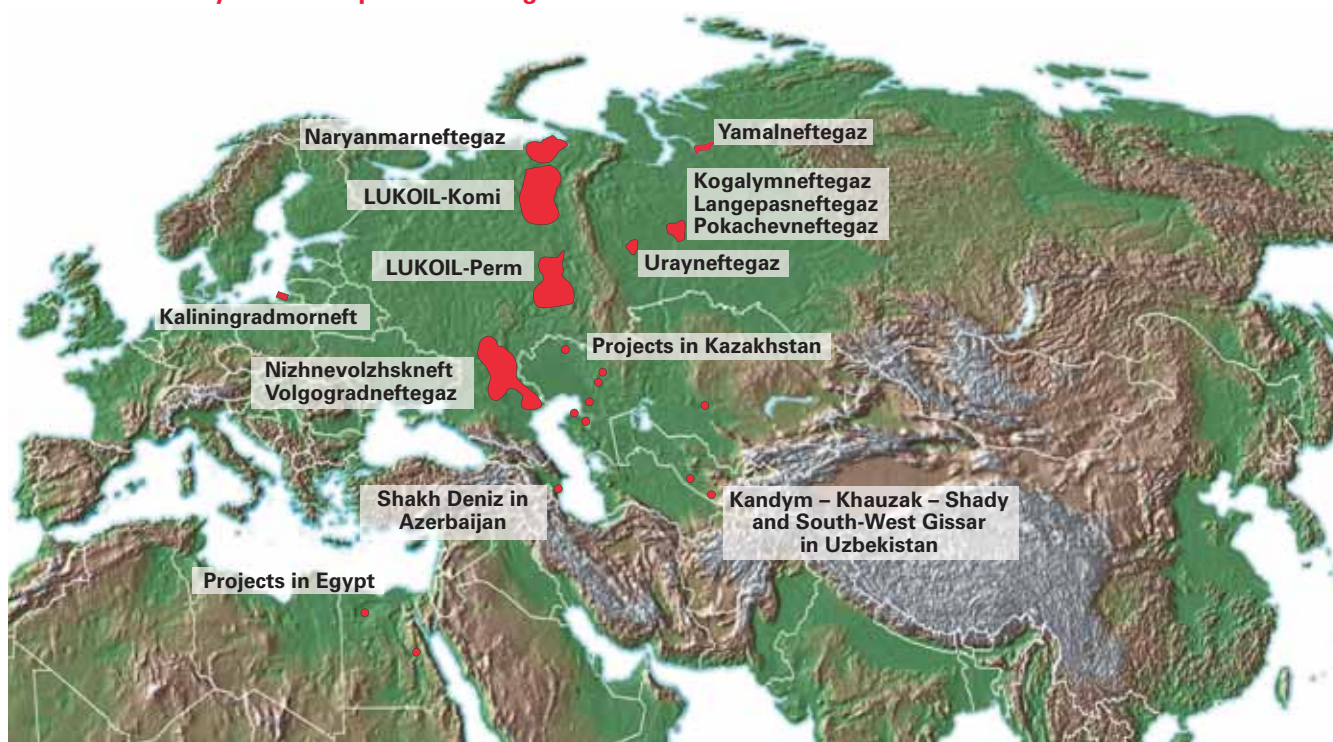 Naryanmarneftegaz
Yamalneftegaz
LUKOIL-Komi
Kogalymneftegaz
Langepasneftegaz
Pokachevneftegaz
LUKOIL-Perm
Urayneftegaz
Kaliningradmorneft
Projects in Kazakhstan
Nizhnevolzhskneft
Volgogradneftegaz
Shakh Deniz in
Azerbaijan
Kandym – Khauzak – Shady
and South-West Gissar
in Uzbekistan
Projects in Egypt